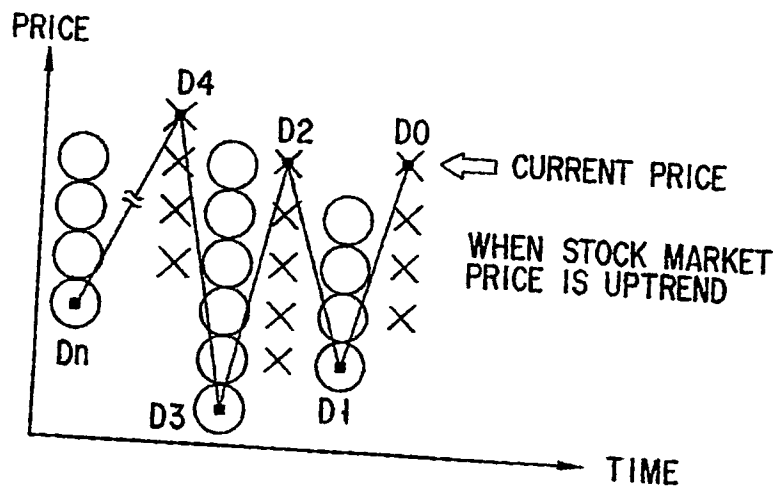 PRICE
D4
D2
D0
CURRENT PRICE
WHEN STOCK MARKET
PRICE IS UPTREND
Dn
D3
D1
TIME